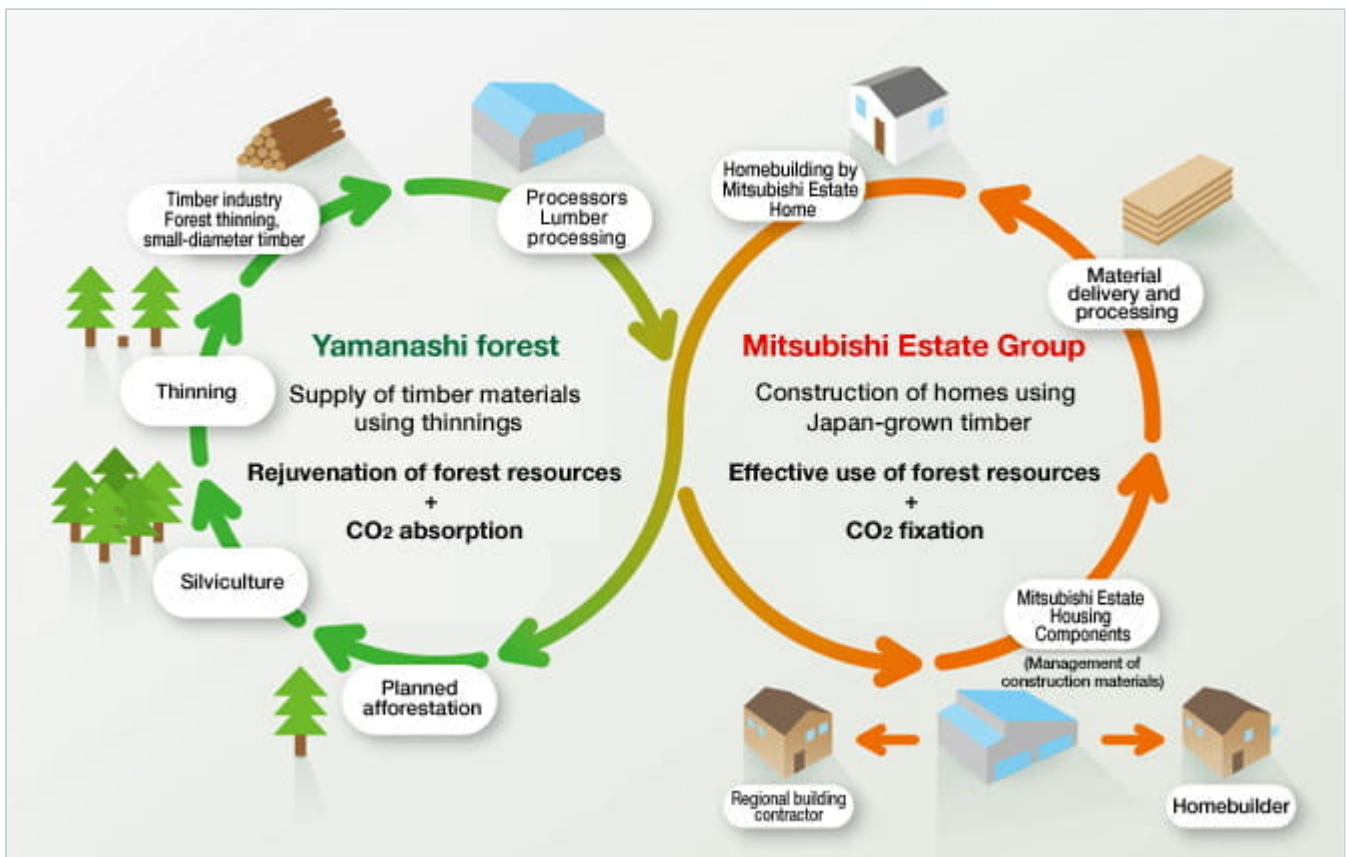 Timber industry
Forest thinning,
small-diameter timber
Processors
Lumber
processing
Thinning
Yamanashi forest
Supply of timber materials
using thinnings
Rejuvenation of forest resources
+
CO2 absorption
Silviculture
Planned
afforestation
Homebuilding by
Mitsubishi Estate
Home
Material
delivery and
processing
Mitsubishi Estate Group
Construction of homes using
Japan-grown timber
Effective use of forest resources
+
CO2 fixation
Mitsubishi Estate
Housing
Components
(Management of
construction materials)
Regional building
contractor
Homebuilder